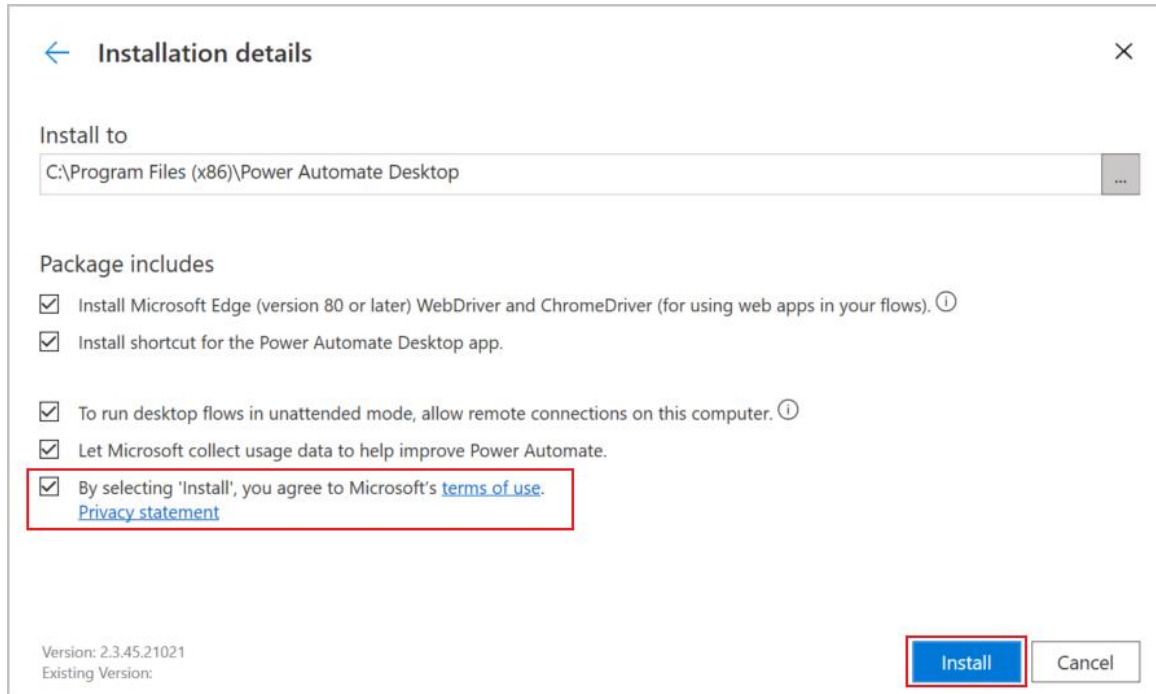 Installation details
Install to
C:\Program Files (x86)\Power Automate Desktop
...
Package includes
Install Microsoft Edge (version 80 or later) WebDriver and ChromeDriver (for using web apps in your flows).
Install shortcut for the Power Automate Desktop app.
To run desktop flows in unattended mode, allow remote connections on this computer.
Let Microsoft collect usage data to help improve Power Automate.
By selecting 'Install', you agree to Microsoft's terms of use.
Privacy statement
Version: 2.3.45.21021
Existing Version:
Install
Cancel